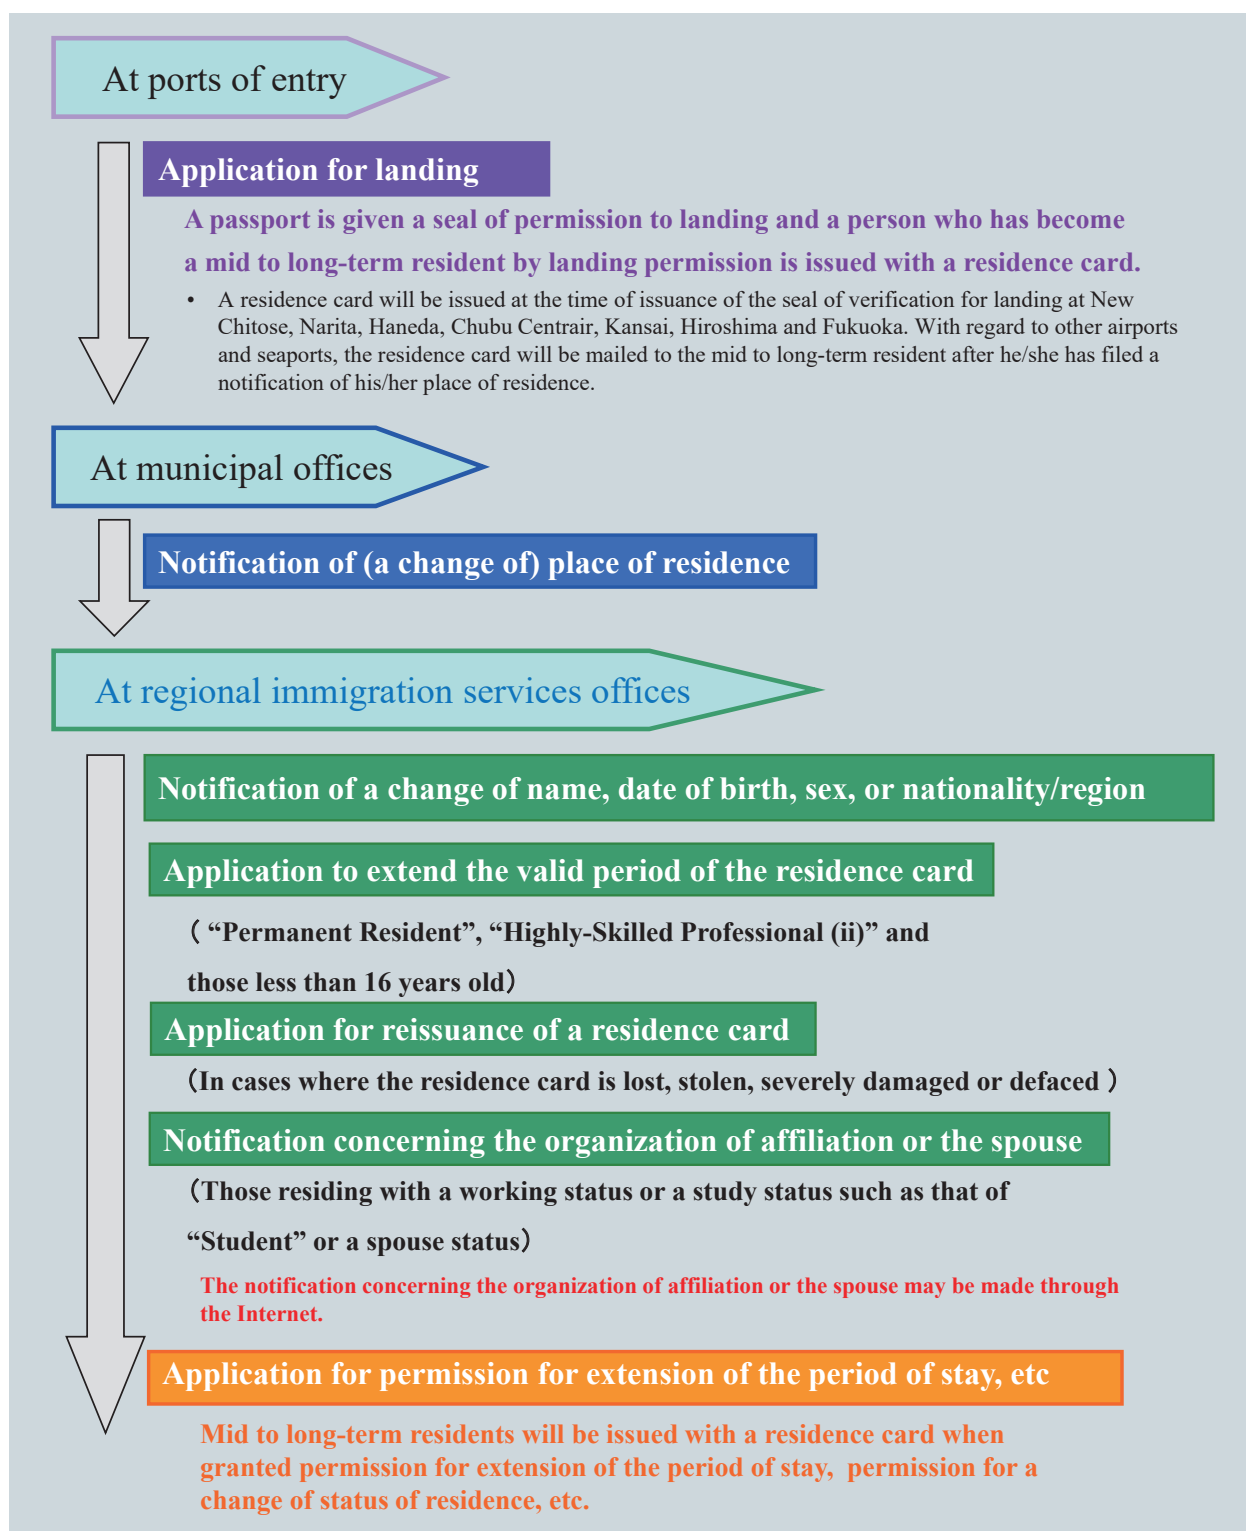 At ports of entry
Application for landing
A passport is given a seal of permission to landing and a person who has become
a mid to long-term resident by landing permission is issued with a residence card.
• A residence card will be issued at the time of issuance of the seal of verification for landing at New
Chitose, Narita, Haneda, Chubu Centrair, Kansai, Hiroshima and Fukuoka. With regard to other airports
and seaports, the residence card will be mailed to the mid to long-term resident after he/she has filed a
notification of his/her place of residence.
At municipal offices
Notification of (a change of) place of residence
At regional immigration services offices
Notification of a change of name, date of birth, sex, or nationality/region
Application to extend the valid period of the residence card
（ “Permanent Resident”, “Highly-Skilled Professional (ii)” and
those less than 16 years old）
Application for reissuance of a residence card
（In cases where the residence card is lost, stolen, severely damaged or defaced ）
Notification concerning the organization of affiliation or the spouse
（Those residing with a working status or a study status such as that of
“Student” or a spouse status）
The notification concerning the organization of affiliation or the spouse may be made through
the Internet.
Application for permission for extension of the period of stay, etc
Mid to long-term residents will be issued with a residence card when
granted permission for extension of the period of stay, permission for a
change of status of residence, etc.